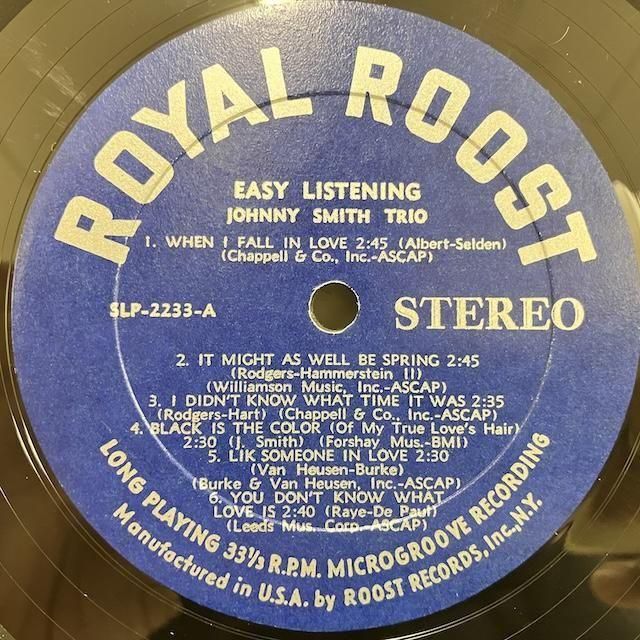 ROYAL ROOST
EASY LISTENING
JOHNNY SMITH TRIO
1. WHEN I FALL IN LOVE 2:45 (Albert-Selden)
(Chappell & Co., Inc.-ASCAP)
SLP-2233-A
STEREO
2. IT MIGHT AS WELL BE SPRING 2:45
(Rodgers-Hammerstein II)
(Williamson Music, Inc.-ASCAP)
3. I DIDN'T KNOW WHAT TIME IT WAS 2:35
(Rodgers-Hart) (Chappell & Co., Inc.-ASCAP)
4. BLACK IS THE COLOR (Of My True Love's Hair)
2:30 (J. Smith) (Forshay Mus.-BMI)
5. LIK SOMEONE IN LOVE 2:30
(Van Heusen-Burke)
(Burke & Van Heusen, Inc.-ASCAP)
6. YOU DON'T KNOW WHAT
LOVE IS 2:40 (Raye-De Paul)
(Leeds Mus. Corp.-ASCAP)
LONG PLAYING 33⅓ R.P.M. MICROGROOVE RECORDING
Manufactured in U.S.A. by ROOST RECORDS, Inc., N.Y.